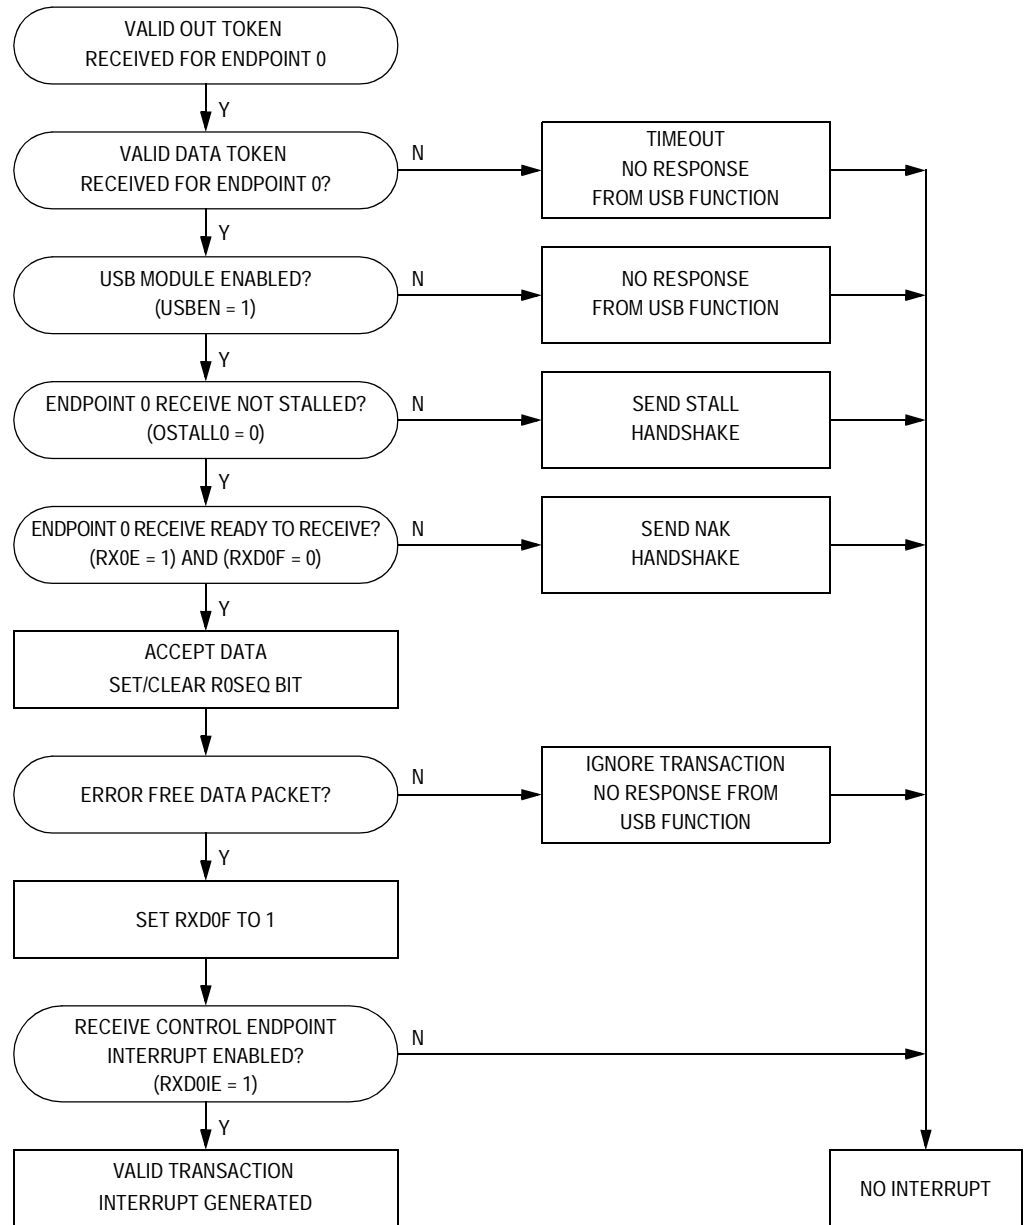 VALID OUT TOKEN
RECEIVED FOR ENDPOINT 0
Y
VALID DATA TOKEN
RECEIVED FOR ENDPOINT 0?
N
TIMEOUT
NO RESPONSE
FROM USB FUNCTION
Y
USB MODULE ENABLED?
(USBEN = 1)
N
NO RESPONSE
FROM USB FUNCTION
Y
ENDPOINT 0 RECEIVE NOT STALLED?
(OSTALL0 = 0)
N
SEND STALL
HANDSHAKE
Y
ENDPOINT 0 RECEIVE READY TO RECEIVE?
(RX0E = 1) AND (RXD0F = 0)
N
SEND NAK
HANDSHAKE
Y
ACCEPT DATA
SET/CLEAR R0SEQ BIT
ERROR FREE DATA PACKET?
N
IGNORE TRANSACTION
NO RESPONSE FROM
USB FUNCTION
Y
SET RXD0F TO 1
RECEIVE CONTROL ENDPOINT
INTERRUPT ENABLED?
(RXD0IE = 1)
N
Y
VALID TRANSACTION
INTERRUPT GENERATED
NO INTERRUPT